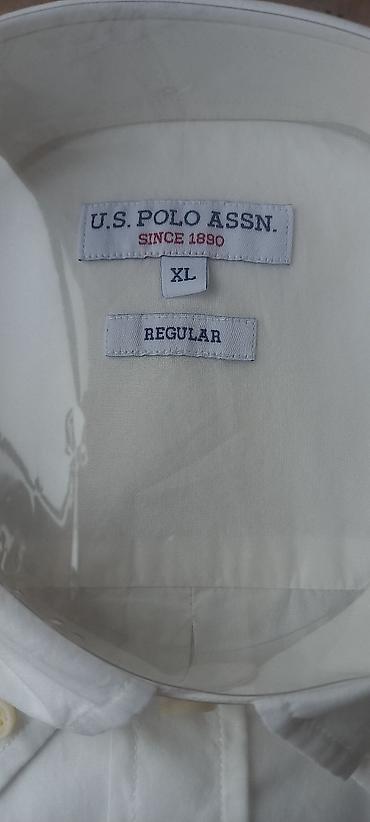 U.S. POLO ASSN.
SINCE 1890
XL
REGULAR